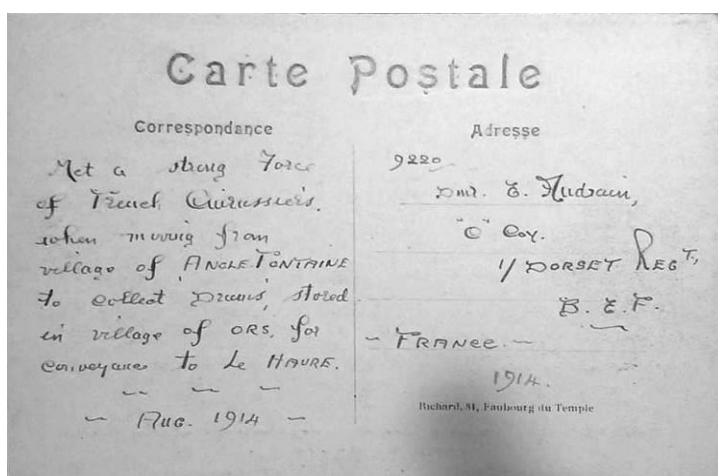 Carte Postale
Correspondance
Met a strong Force
of French Cuirassiers,
when moving from
village of ANGLEFONTAINE
to collect Drums, stored
in village of ORS, for
conveyance to Le HAVRE.
— Aug. 1914 —
Adresse
9220
Dmr. E.
"C" Coy.
1/ DORSET REGT,
B. E. F.
— FRANCE. —
1914.
Richard, 84, Faubourg du Temple